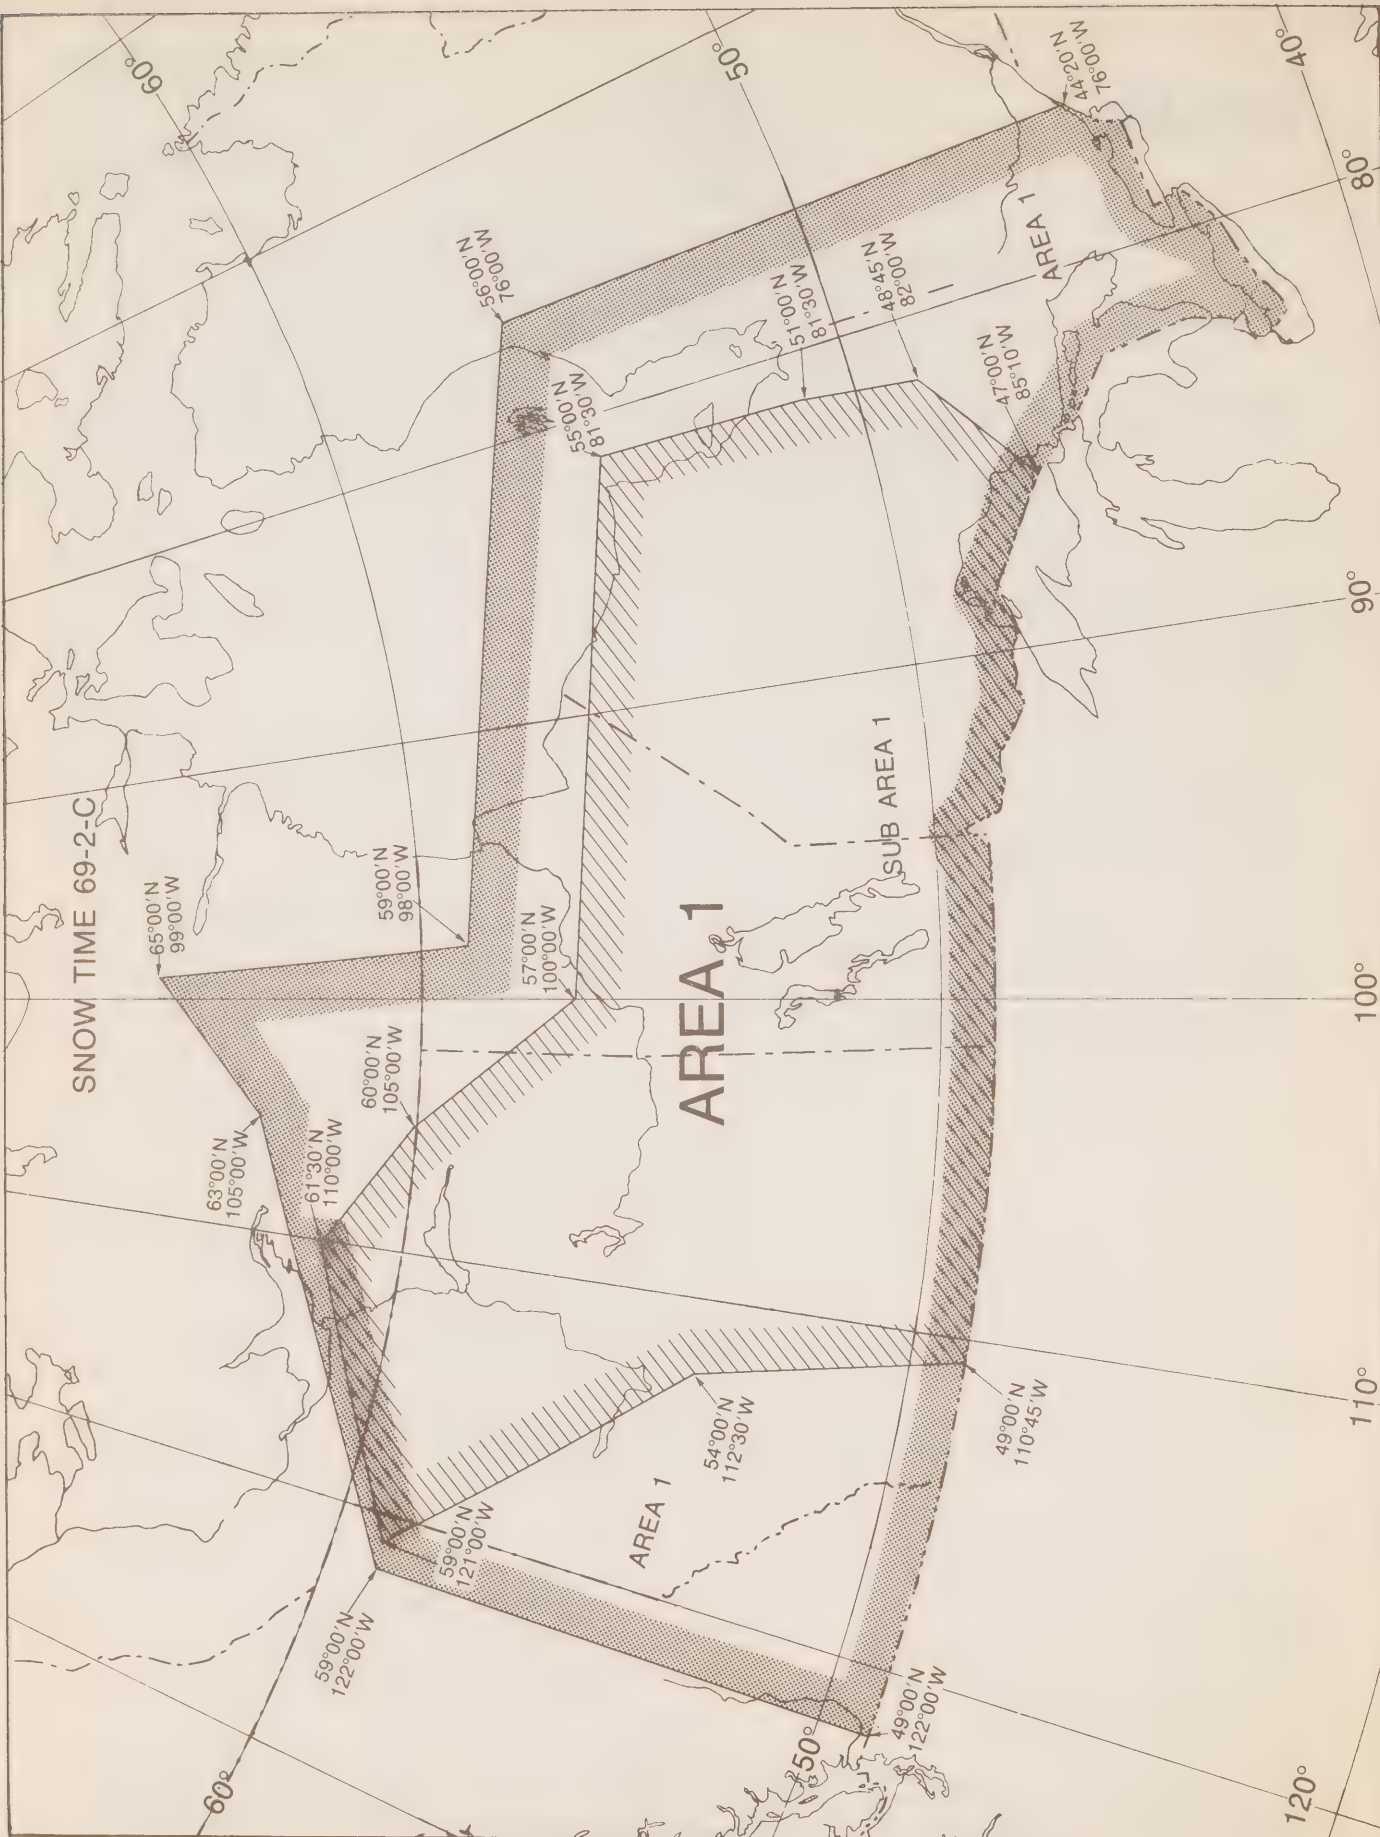 SNOW TIME 69-2-C
60°
50°
40°
44°20'N
76°00'W
80°
56°00'N
76°00'W
AREA 1
48°45'N
82°00'W
51°00'N
81°30'W
55°00'N
81°30'W
47°00'N
85°10'W
90°
SUB AREA 1
59°00'N
98°00'W
65°00'N
99°00'W
57°00'N
100°00'W
100°
AREA 1
60°00'N
105°00'W
63°00'N
105°00'W
61°30'N
110°00'W
110°
49°00'N
110°45'W
54°00'N
112°30'W
AREA 1
59°00'N
121°00'W
59°00'N
122°00'W
49°00'N
122°00'W
60°
50°
120°